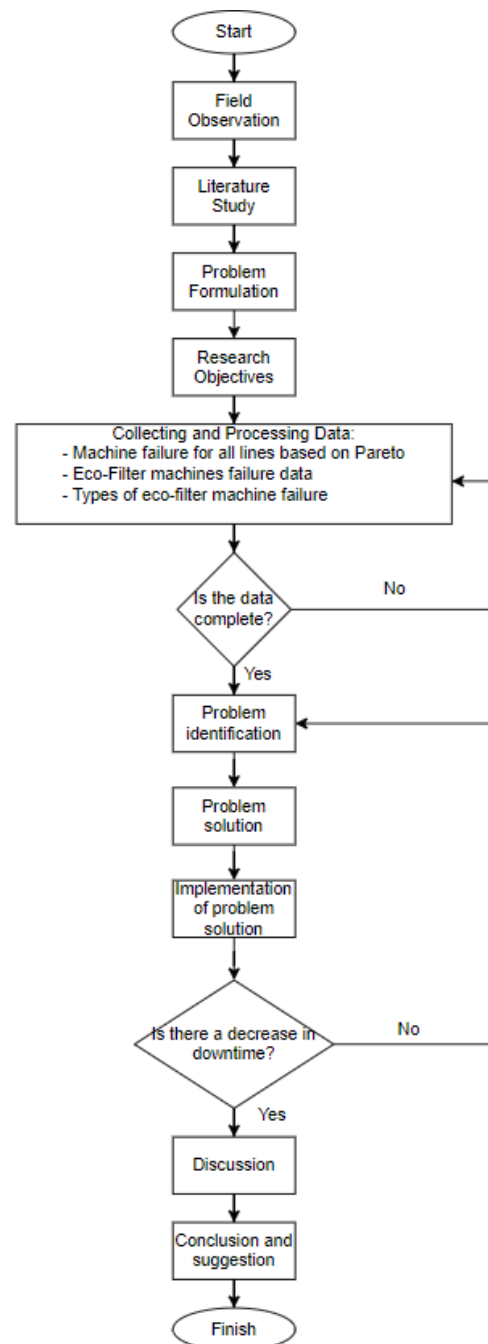 Start
Field
Observation
Literature
Study
Problem
Formulation
Research
Objectives
Collecting and Processing Data:
- Machine failure for all lines based on Pareto
- Eco-Filter machines failure data
- Types of eco-filter machine failure
Is the data
complete?
No
Yes
Problem
identification
Problem
solution
Implementation
of problem
solution
Is there a decrease in
downtime?
No
Yes
Discussion
Conclusion and
suggestion
Finish